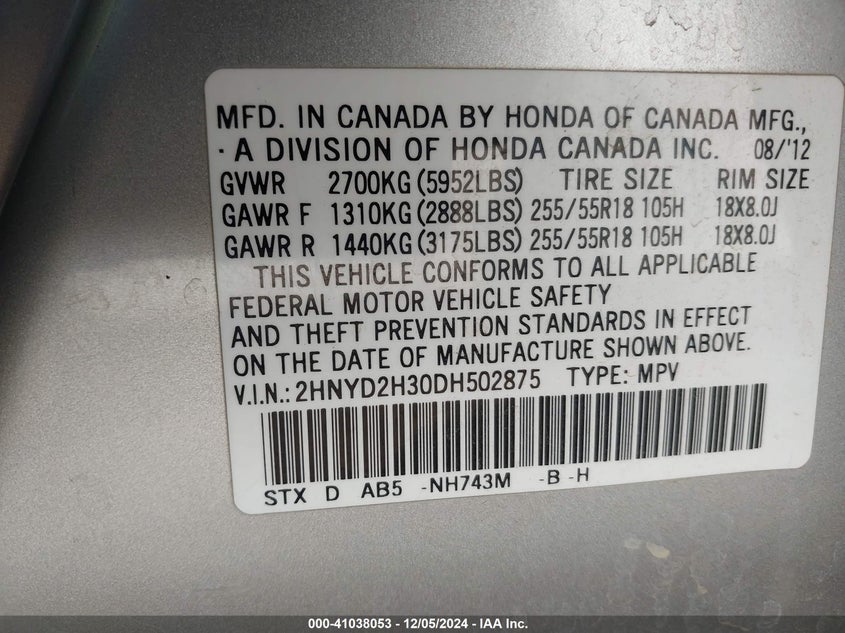 MFD. IN CANADA BY HONDA OF CANADA MFG.,
· A DIVISION OF HONDA CANADA INC. 08/'12
GVWR 2700KG (5952LBS) TIRE SIZE RIM SIZE
GAWR F 1310KG (2888LBS) 255/55R18 105H 18X8.0J
GAWR R 1440KG (3175LBS) 255/55R18 105H 18X8.0J
THIS VEHICLE CONFORMS TO ALL APPLICABLE
FEDERAL MOTOR VEHICLE SAFETY
AND THEFT PREVENTION STANDARDS IN EFFECT
ON THE DATE OF MANUFACTURE SHOWN ABOVE.
V.I.N.: 2HNYD2H30DH502875 TYPE: MPV
STX D AB5 -NH743M -B -H
000-41038053 - 12/05/2024 - IAA Inc.